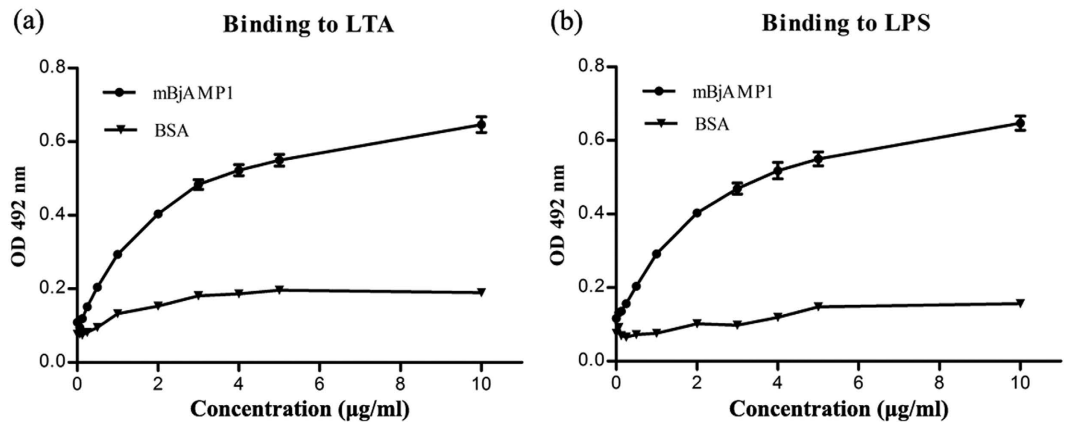 (a)
Binding to LTA
0.8
mBjAMP1
BSA
0.6
0.4
0.2
0.0
OD 492 nm
0 2 4 6 8 10
Concentration (μg/ml)
(b)
Binding to LPS
0.8
mBjAMP1
BSA
0.6
0.4
0.2
0.0
OD 492 nm
0 2 4 6 8 10
Concentration (μg/ml)